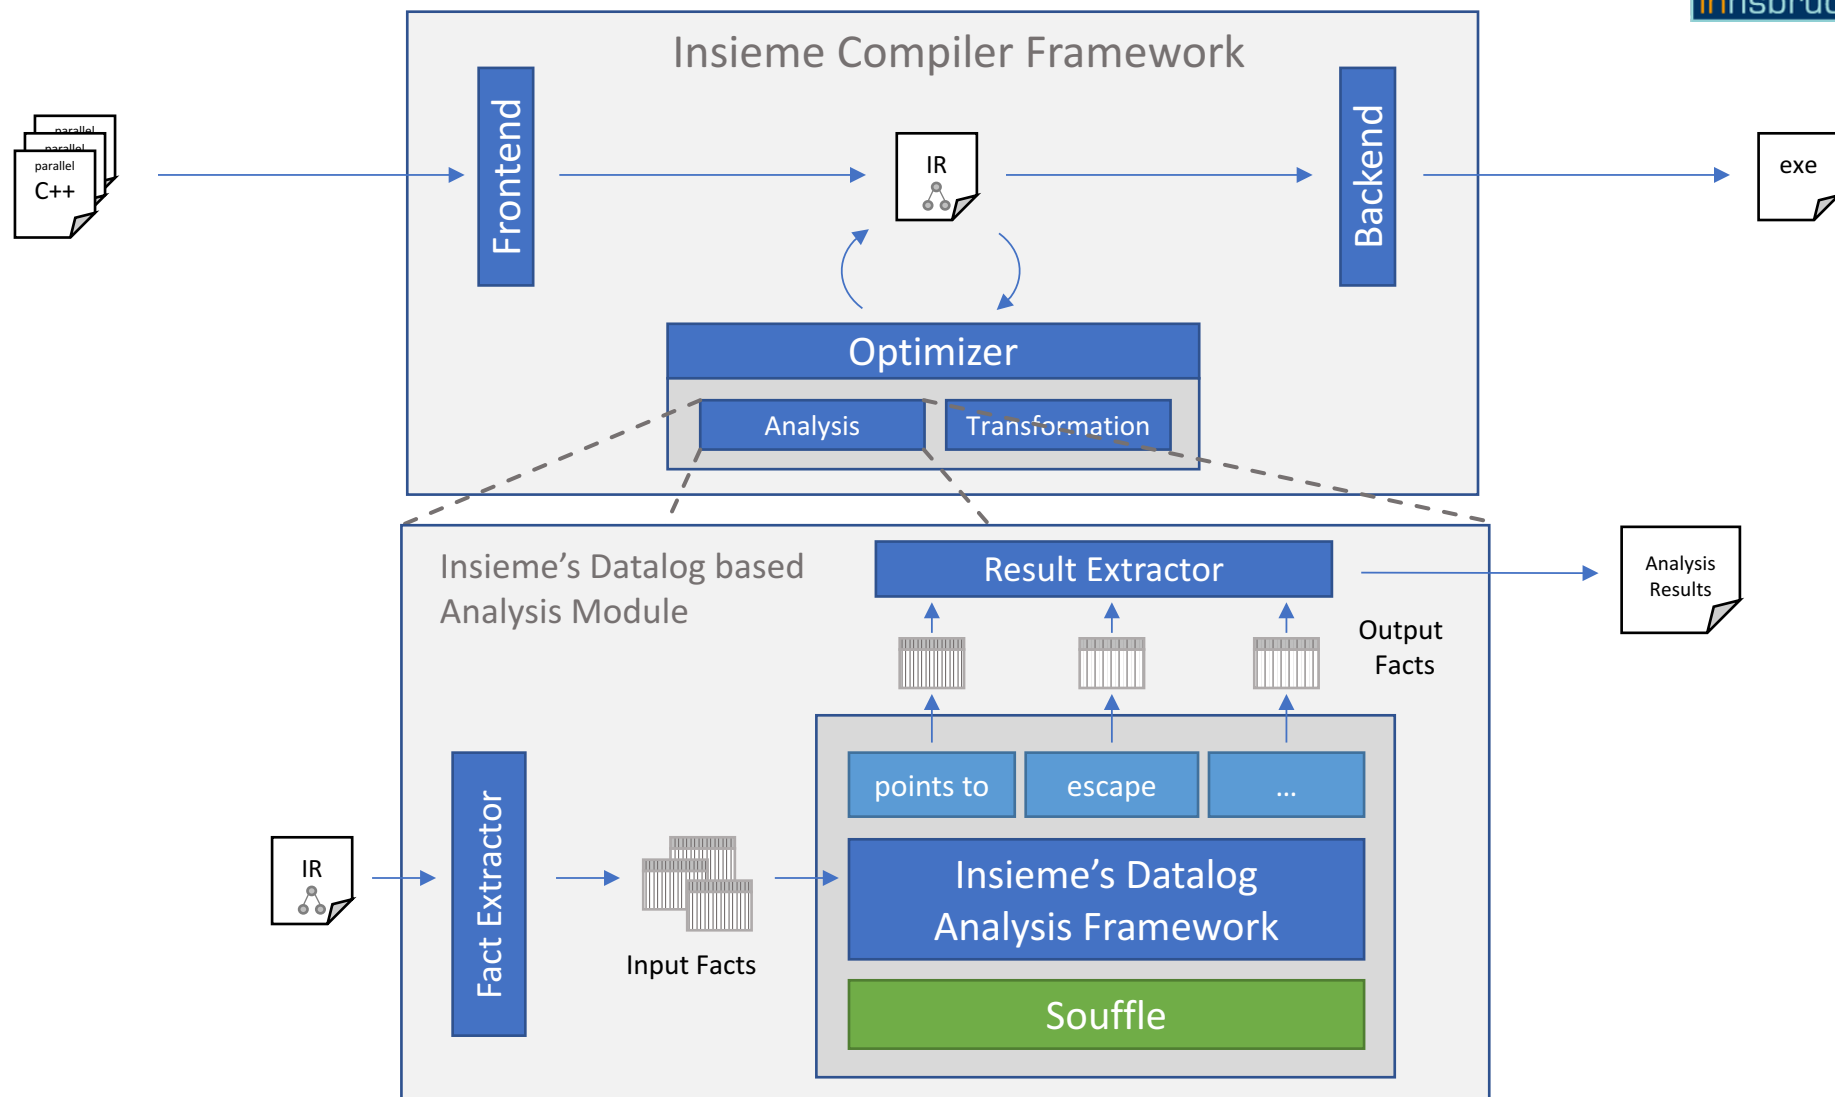 Insieme Compiler Framework
parallel
parallel
parallel
C++
Frontend
IR
Backend
exe
Optimizer
Analysis
Transformation
Insieme's Datalog based
Analysis Module
Result Extractor
Analysis
Results
Output
Facts
points to
escape
...
Fact Extractor
IR
Input Facts
Insieme's Datalog
Analysis Framework
Souffle